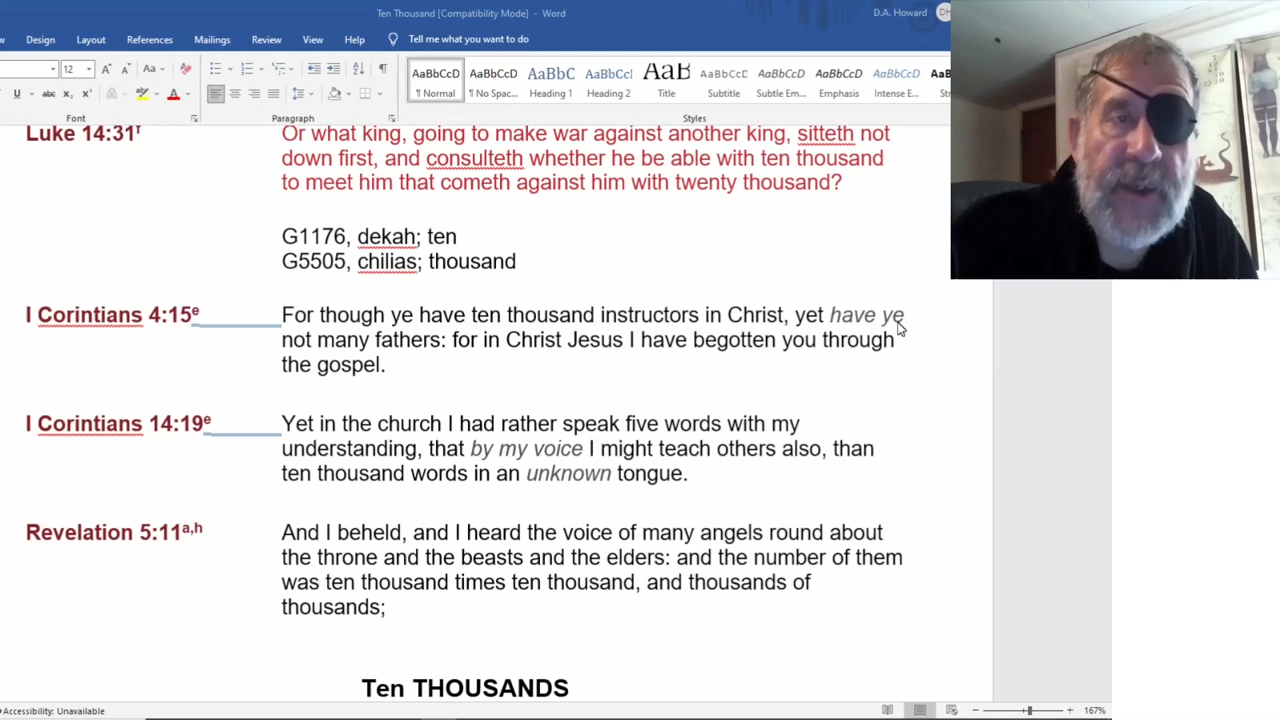 Ten Thousand [Compatibility Mode] - Word
D.A. Howard
DH
Design Layout References Mailings Review View Help Tell me what you want to do
12
Aa
AaBbCcD AaBbCcD AaBbC AaBbCcI AaB AaBbCcD AaBbCcD AaBbCcD AaBbCcD
U abc x₂ x² A A
¶ Normal ¶ No Spac... Heading 1 Heading 2 Title Subtitle Subtle Em... Emphasis Intense E...
Font Paragraph Styles
Luke 14:31r Or what king, going to make war against another king, sitteth not
down first, and consulteth whether he be able with ten thousand
to meet him that cometh against him with twenty thousand?
G1176, dekah; ten
G5505, chilias; thousand
I Corintians 4:15e For though ye have ten thousand instructors in Christ, yet have ye
not many fathers: for in Christ Jesus I have begotten you through
the gospel.
I Corintians 14:19e Yet in the church I had rather speak five words with my
understanding, that by my voice I might teach others also, than
ten thousand words in an unknown tongue.
Revelation 5:11a,h And I beheld, and I heard the voice of many angels round about
the throne and the beasts and the elders: and the number of them
was ten thousand times ten thousand, and thousands of
thousands;
Ten THOUSANDS
Accessibility: Unavailable
167%